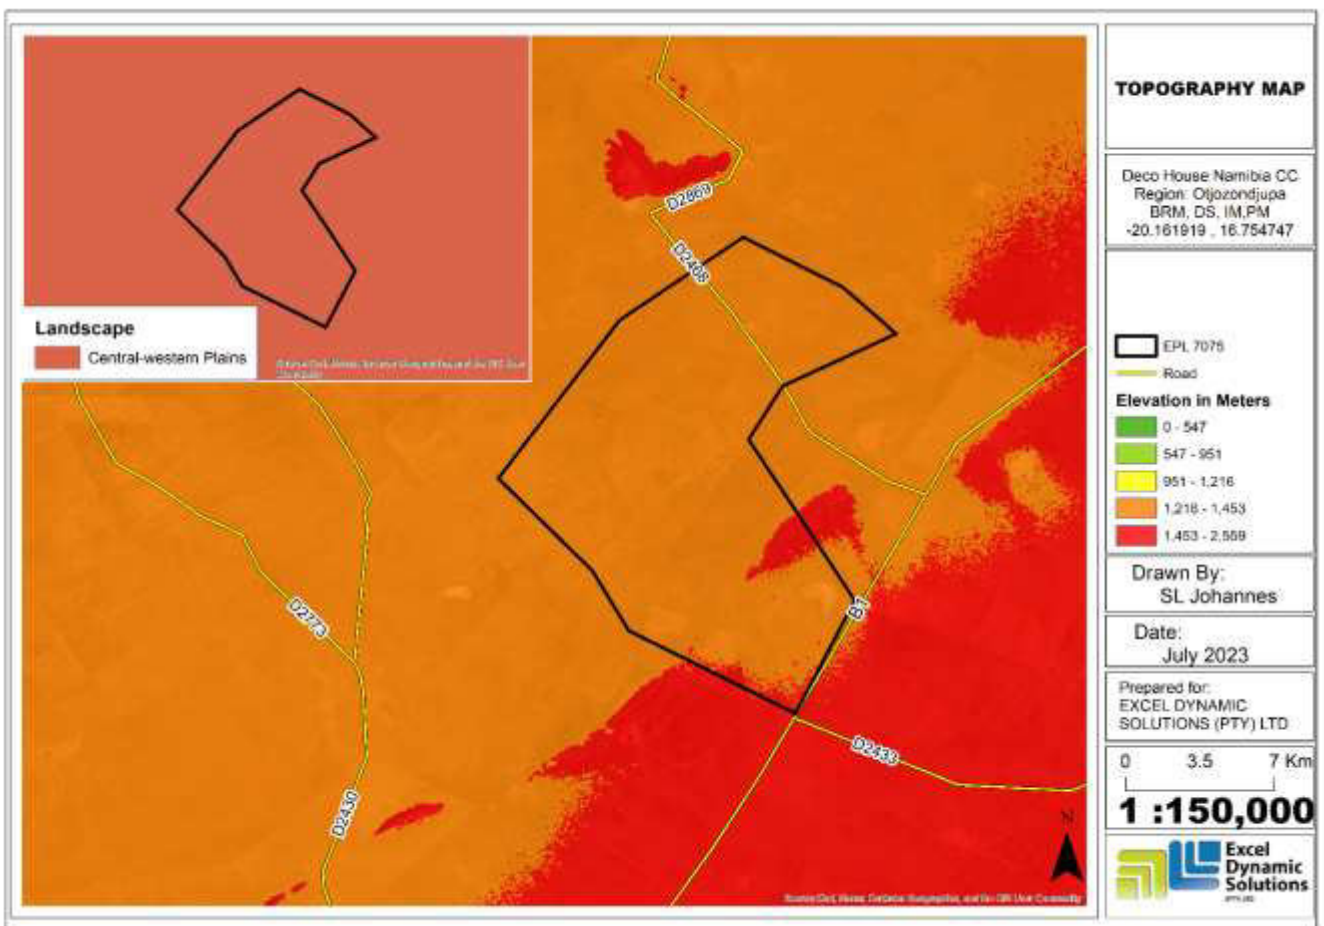 TOPOGRAPHY MAP
Deco House Namibia CC
Region: Otjozondjupa
BRM, DS, IM,PM
-20.161919 , 16.754747
EPL 7075
Road
Elevation in Meters
0 - 547
547 - 951
951 - 1,216
1,216 - 1,453
1,453 - 2,559
Drawn By:
SL Johannes
Date:
July 2023
Prepared for:
EXCEL DYNAMIC
SOLUTIONS (PTY) LTD
0 3.5 7 Km
1 :150,000
Excel
Dynamic
Solutions
Landscape
Central-western Plains
D2869
D2468
B1
D2773
D2433
D2430
N